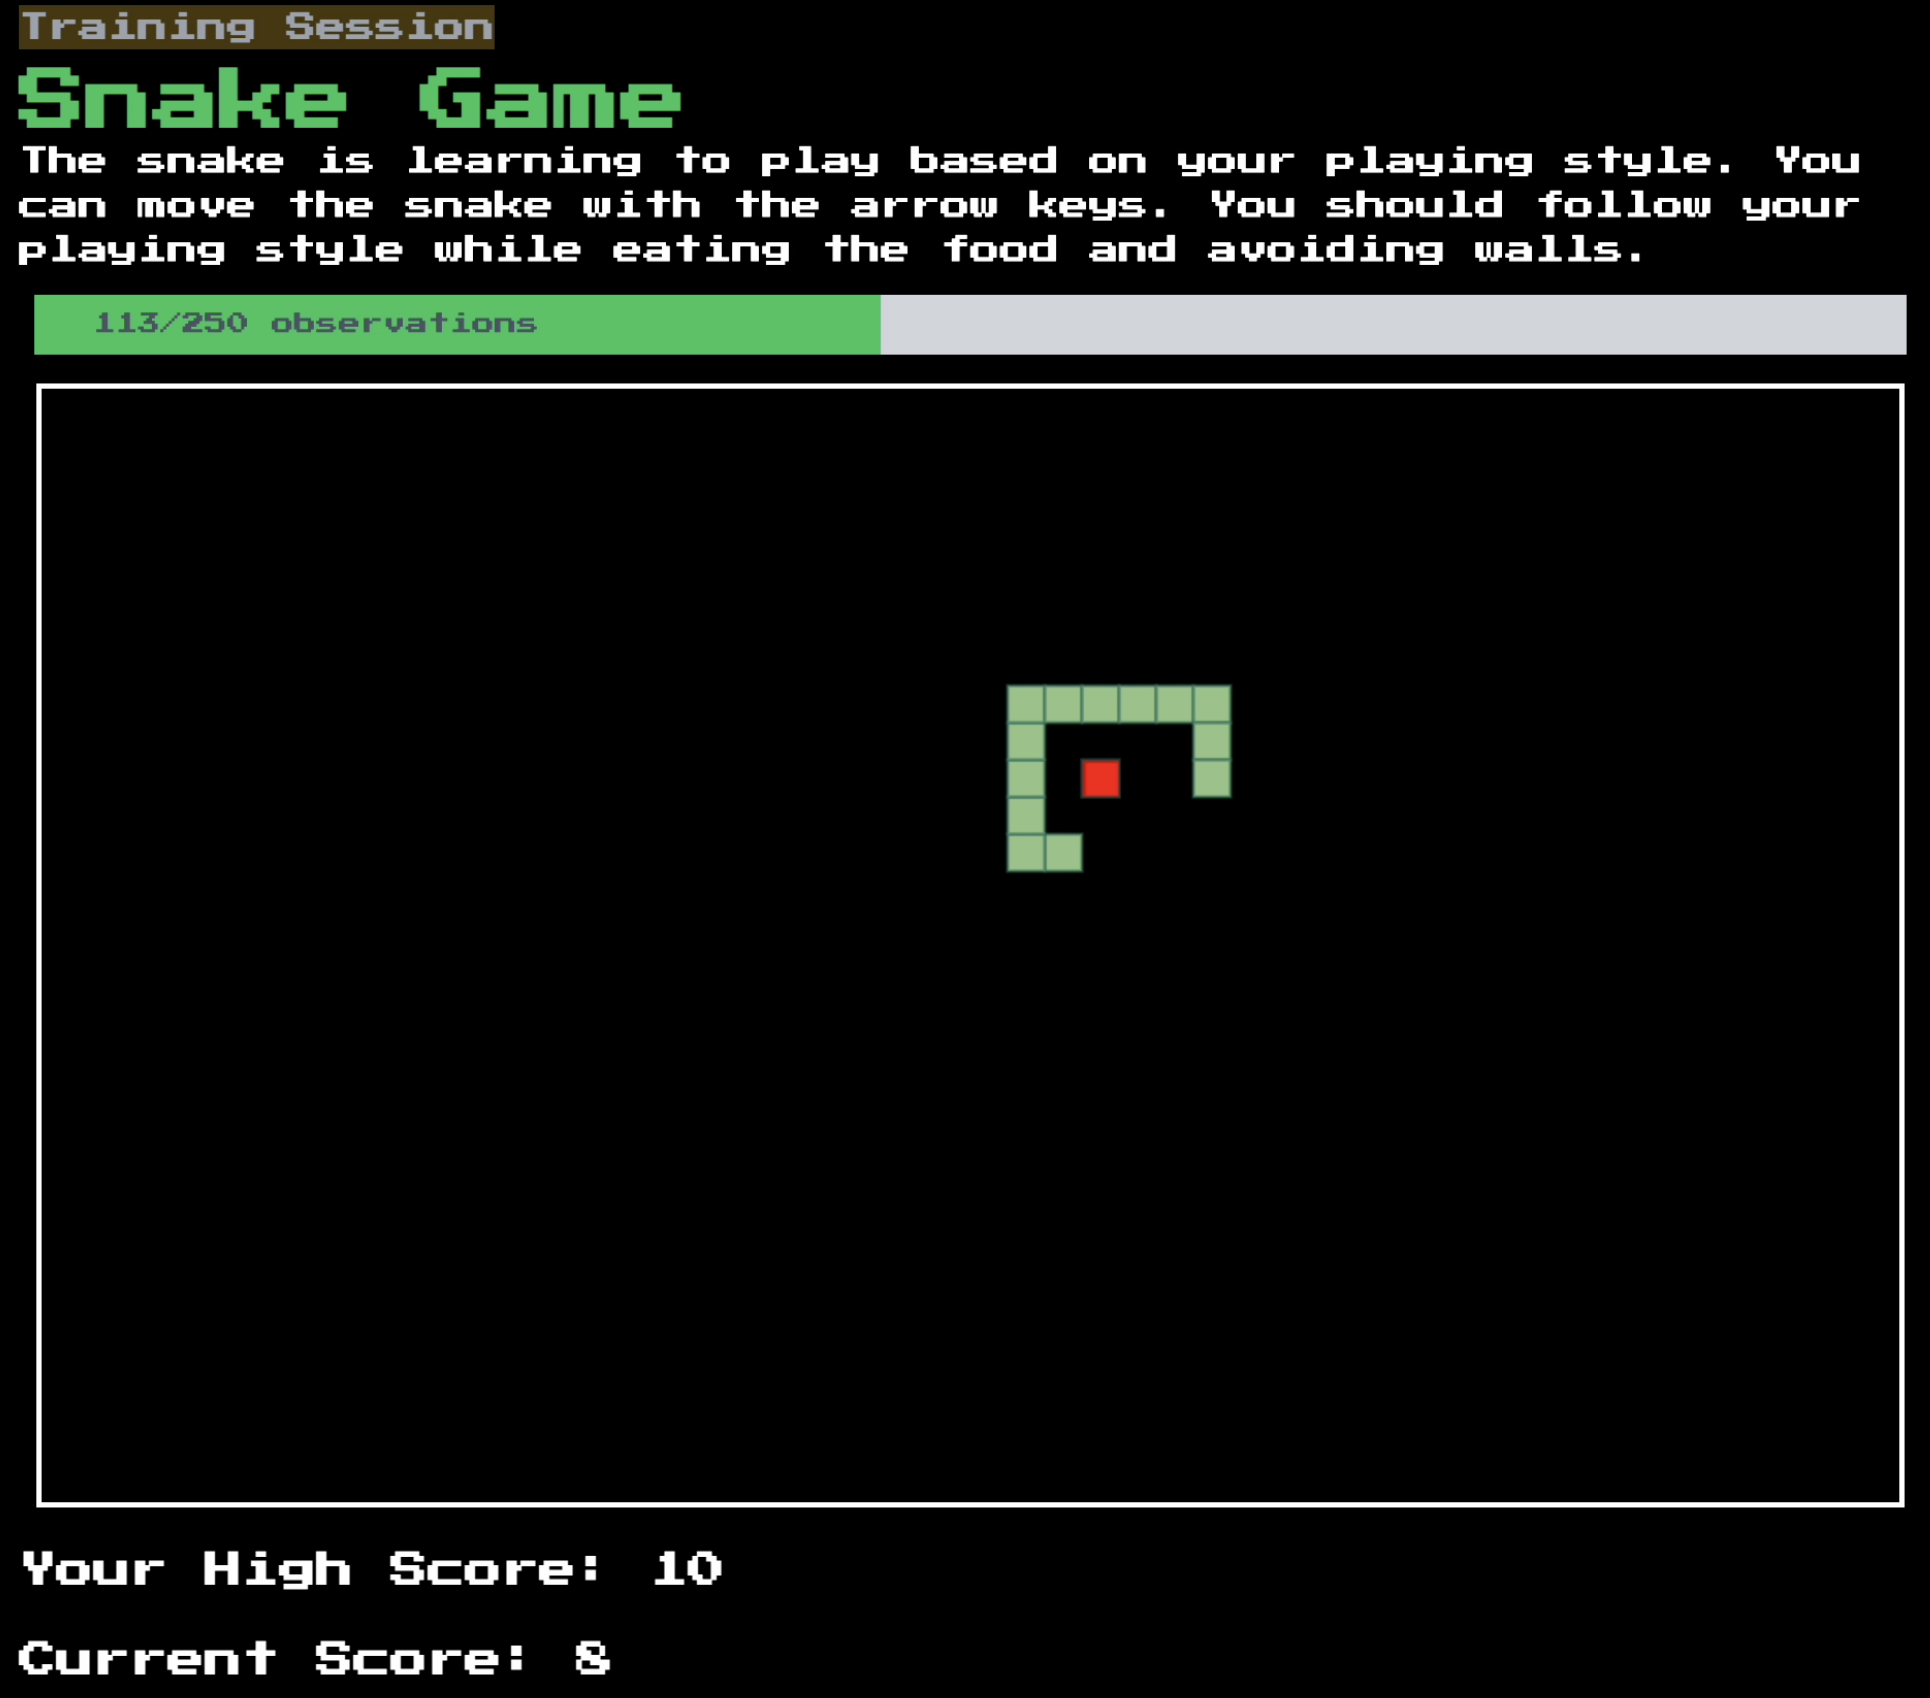 Training Session
Snake Game
The snake is learning to play based on your playing style. You
can move the snake with the arrow keys. You should follow your
playing style while eating the food and avoiding walls.
113/250 observations
Your High Score: 10
Current Score: 8